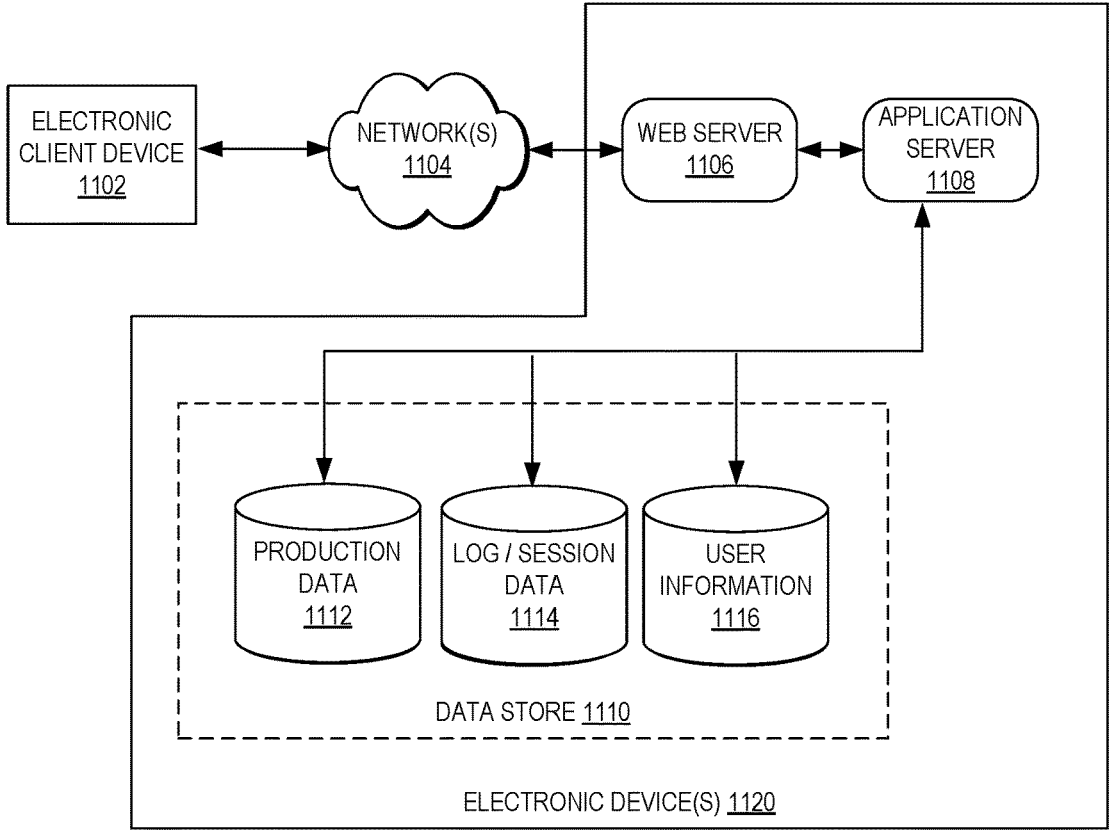 ELECTRONIC
CLIENT DEVICE
1102
NETWORK(S)
1104
WEB SERVER
1106
APPLICATION
SERVER
1108
PRODUCTION
DATA
1112
LOG / SESSION
DATA
1114
USER
INFORMATION
1116
DATA STORE 1110
ELECTRONIC DEVICE(S) 1120